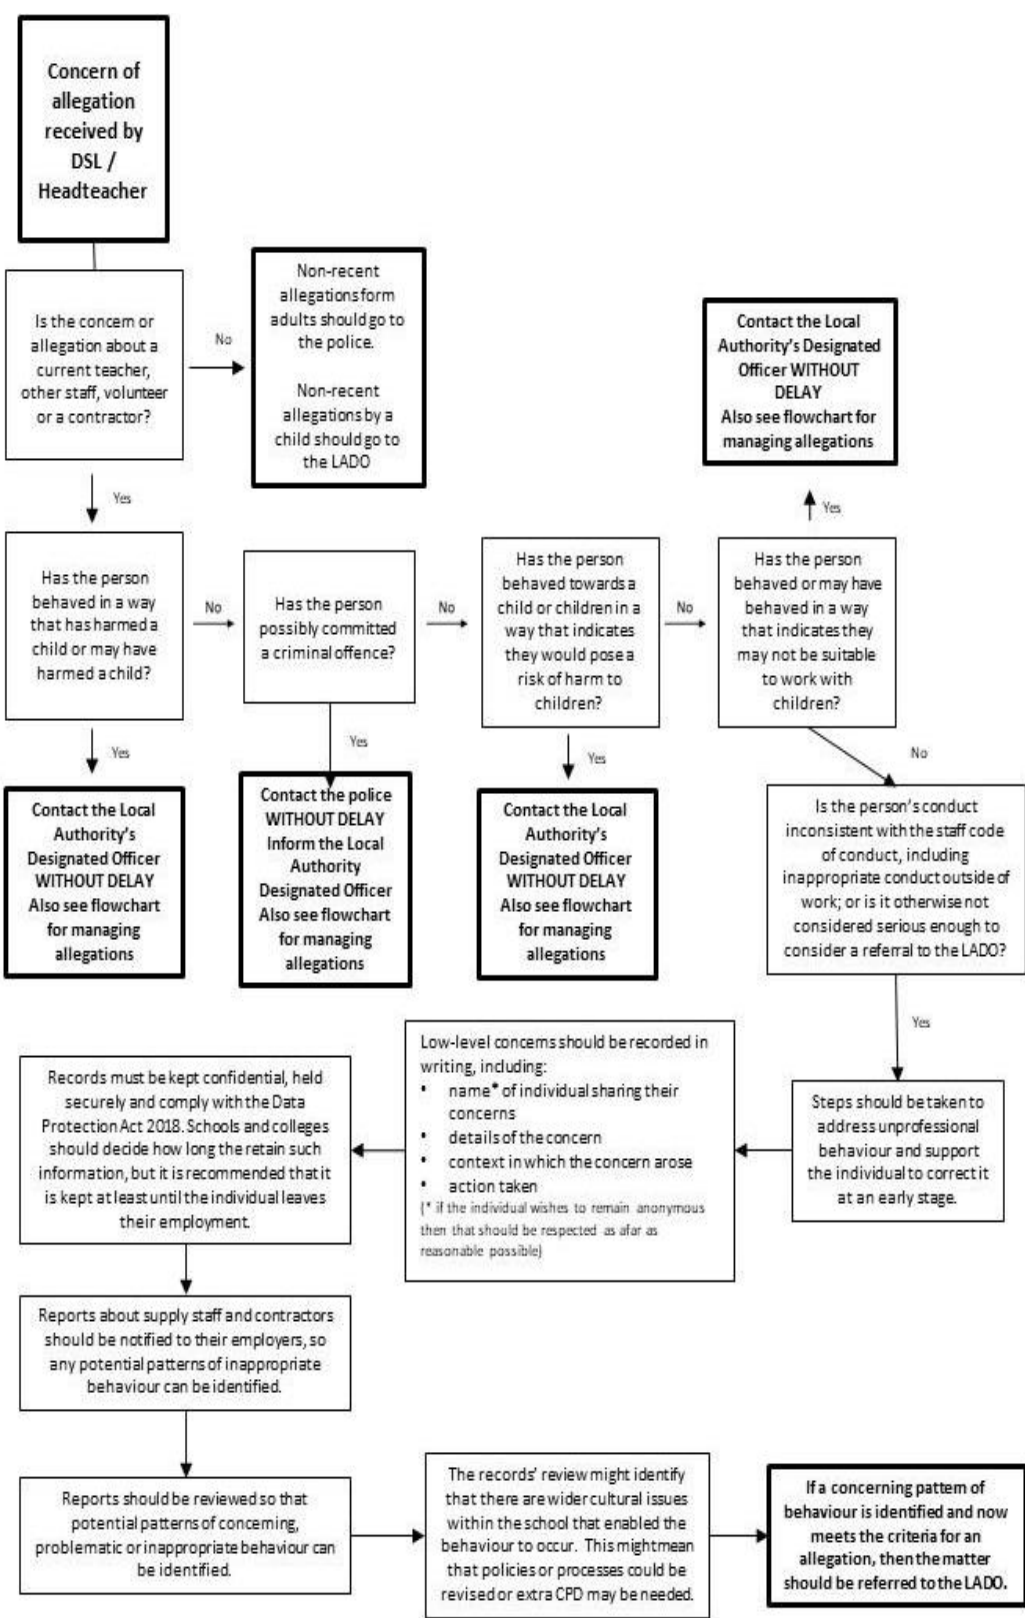 Concern of
allegation
received by
DSL /
Headteacher
Is the concern or
allegation about a
current teacher,
other staff, volunteer
or a contractor?
No
Non-recent
allegations form
adults should go to
the police.
Non-recent
allegations by a
child should go to
the LADO
Contact the Local
Authority's Designated
Officer WITHOUT
DELAY
Also see flowchart for
managing allegations
Yes
Yes
Has the person
behaved in a way
that has harmed a
child or may have
harmed a child?
No
Has the person
possibly committed
a criminal offence?
No
Has the person
behaved towards a
child or children in a
way that indicates
they would pose a
risk of harm to
children?
No
Has the person
behaved or may have
behaved in a way
that indicates they
may not be suitable
to work with
children?
Yes
Yes
Yes
No
Contact the Local
Authority's
Designated Officer
WITHOUT DELAY
Also see flowchart
for managing
allegations
Contact the police
WITHOUT DELAY
Inform the Local
Authority
Designated Officer
Also see flowchart
for managing
allegations
Contact the Local
Authority's
Designated Officer
WITHOUT DELAY
Also see flowchart
for managing
allegations
Is the person's conduct
inconsistent with the staff code
of conduct, including
inappropriate conduct outside of
work; or is it otherwise not
considered serious enough to
consider a referral to the LADO?
Yes
Steps should be taken to
address unprofessional
behaviour and support
the individual to correct it
at an early stage.
Low-level concerns should be recorded in
writing, including:
• name* of individual sharing their
concerns
• details of the concern
• context in which the concern arose
• action taken
(* if the individual wishes to remain anonymous
then that should be respected as afar as
reasonable possible)
Records must be kept confidential, held
securely and comply with the Data
Protection Act 2018. Schools and colleges
should decide how long the retain such
information, but it is recommended that it
is kept at least until the individual leaves
their employment.
Reports about supply staff and contractors
should be notified to their employers, so
any potential patterns of inappropriate
behaviour can be identified.
Reports should be reviewed so that
potential patterns of concerning,
problematic or inappropriate behaviour can
be identified.
The records' review might identify
that there are wider cultural issues
within the school that enabled the
behaviour to occur. This might mean
that policies or processes could be
revised or extra CPD may be needed.
If a concerning pattern of
behaviour is identified and now
meets the criteria for an
allegation, then the matter
should be referred to the LADO.